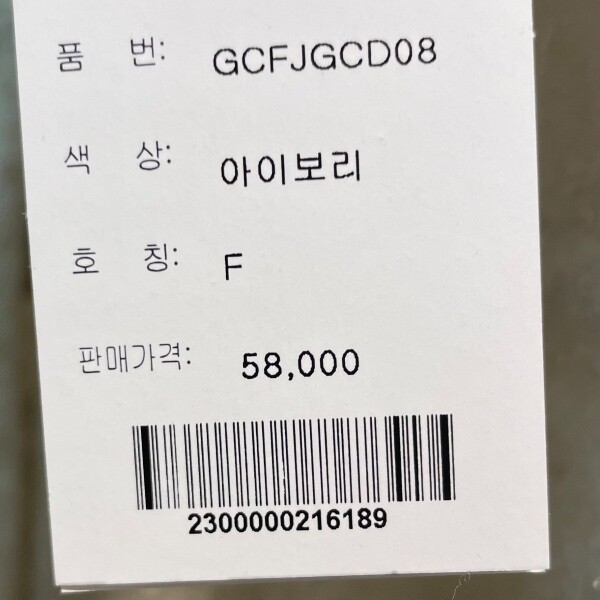 품 번: GCFJGCD08
색 상: 아이보리
호 칭: F
판매가격: 58,000
2300000216189